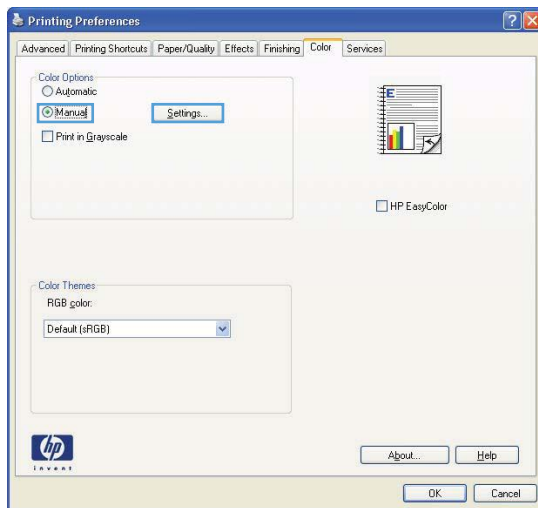 Printing Preferences
Advanced Printing Shortcuts Paper/Quality Effects Finishing Color Services
Color Options
Automatic
Manual Settings...
Print in Grayscale
E
HP EasyColor
Color Themes
RGB color:
Default (sRGB)
hp
invent
About... Help
OK Cancel